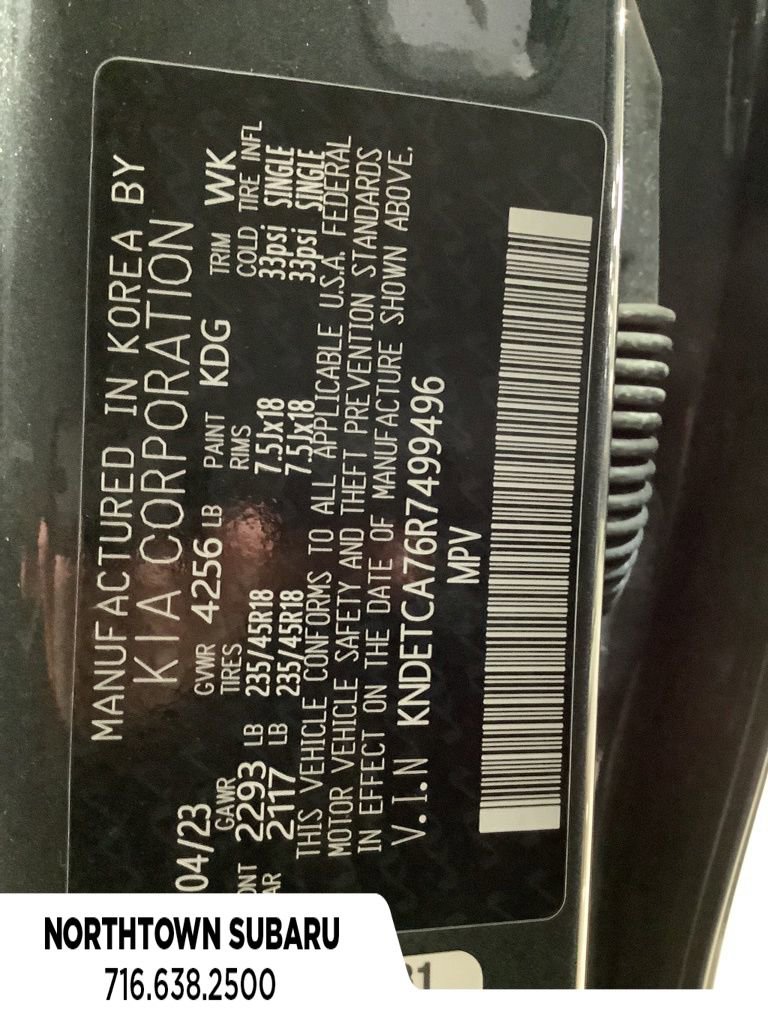 MANUFACTURED IN KOREA BY
KIA CORPORATION
04/23 GVWR 4256 LB PAINT KDG TRIM WK
GAWR TIRES RIMS COLD TIRE INFL
ONT 2293 LB 235/45R18 7.5Jx18 33psi SINGLE
AR 2117 LB 235/45R18 7.5Jx18 33psi SINGLE
THIS VEHICLE CONFORMS TO ALL APPLICABLE U.S.A. FEDERAL
MOTOR VEHICLE SAFETY AND THEFT PREVENTION STANDARDS
IN EFFECT ON THE DATE OF MANUFACTURE SHOWN ABOVE.
V.I.N KNDETCA76R7499496
MPV
NORTHTOWN SUBARU
716.638.2500